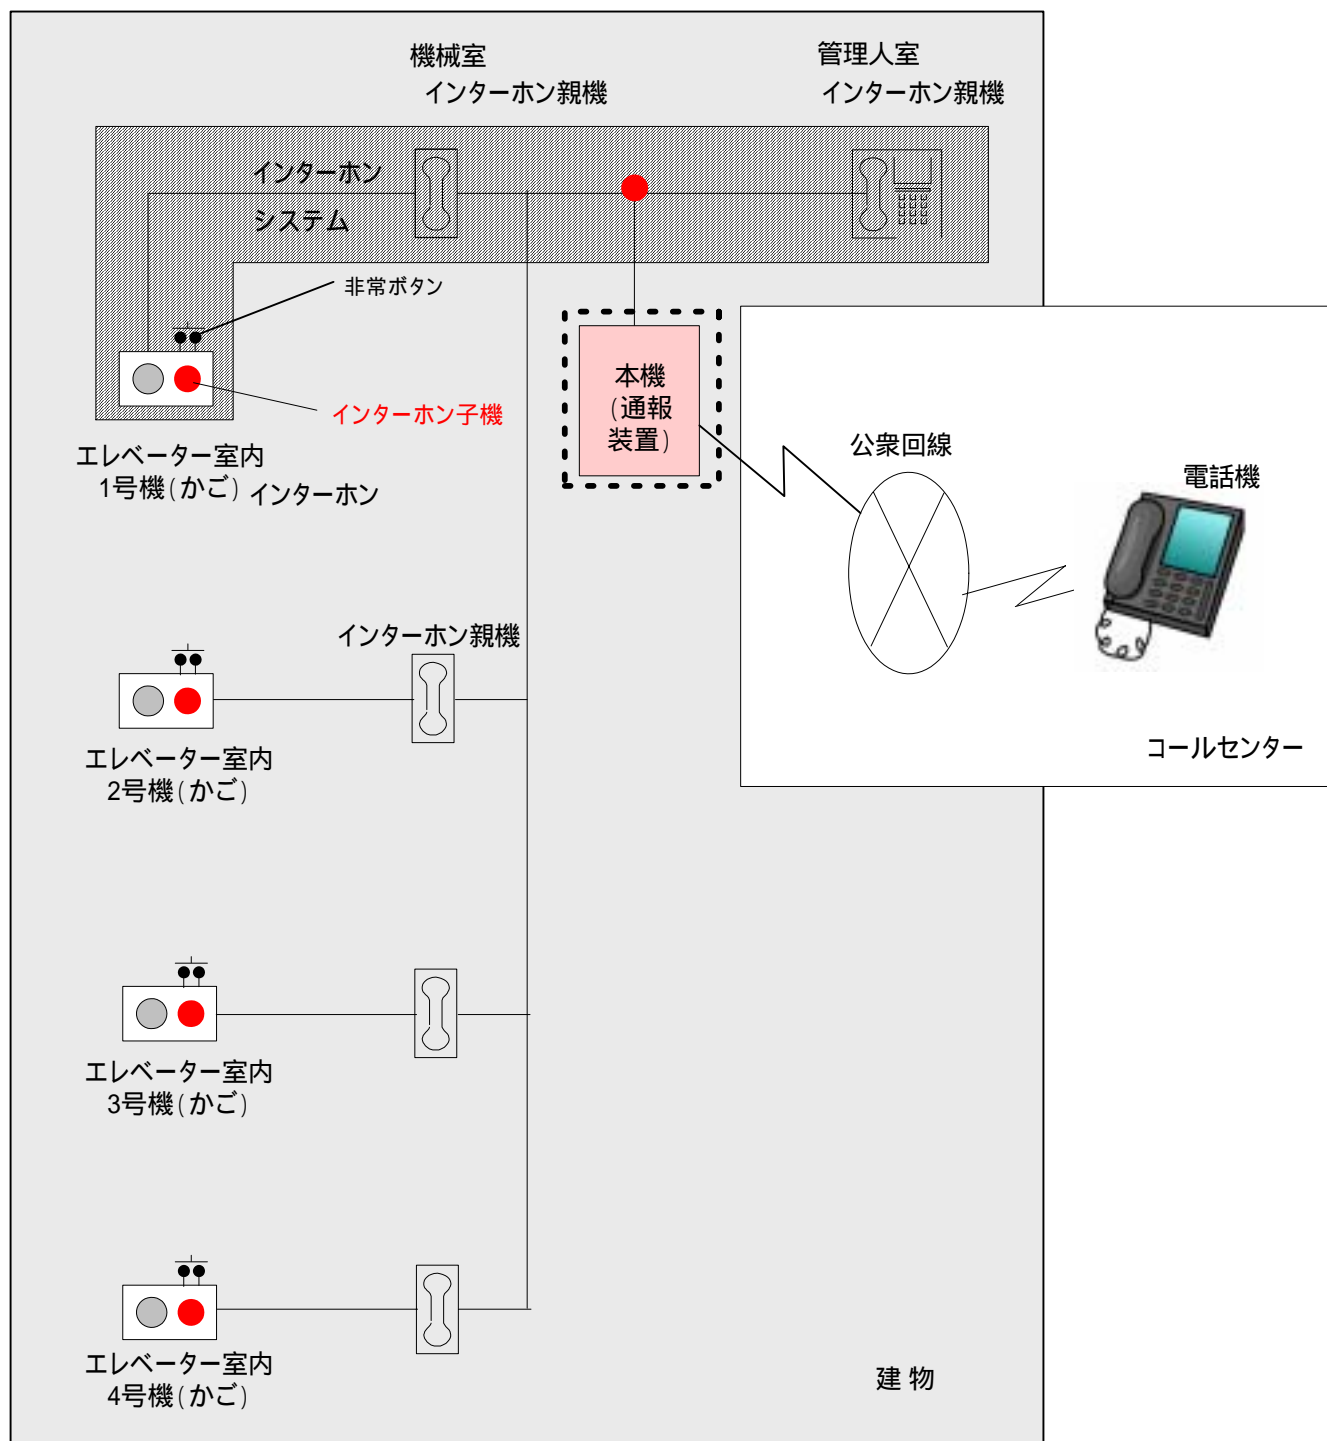 機械室
インターホン親機
管理人室
インターホン親機
インターホン
システム
非常ボタン
インターホン子機
エレベーター室内
1号機(かご)
インターホン
本機
(通報
装置)
公衆回線
電話機
コールセンター
インターホン親機
エレベーター室内
2号機(かご)
エレベーター室内
3号機(かご)
エレベーター室内
4号機(かご)
建 物